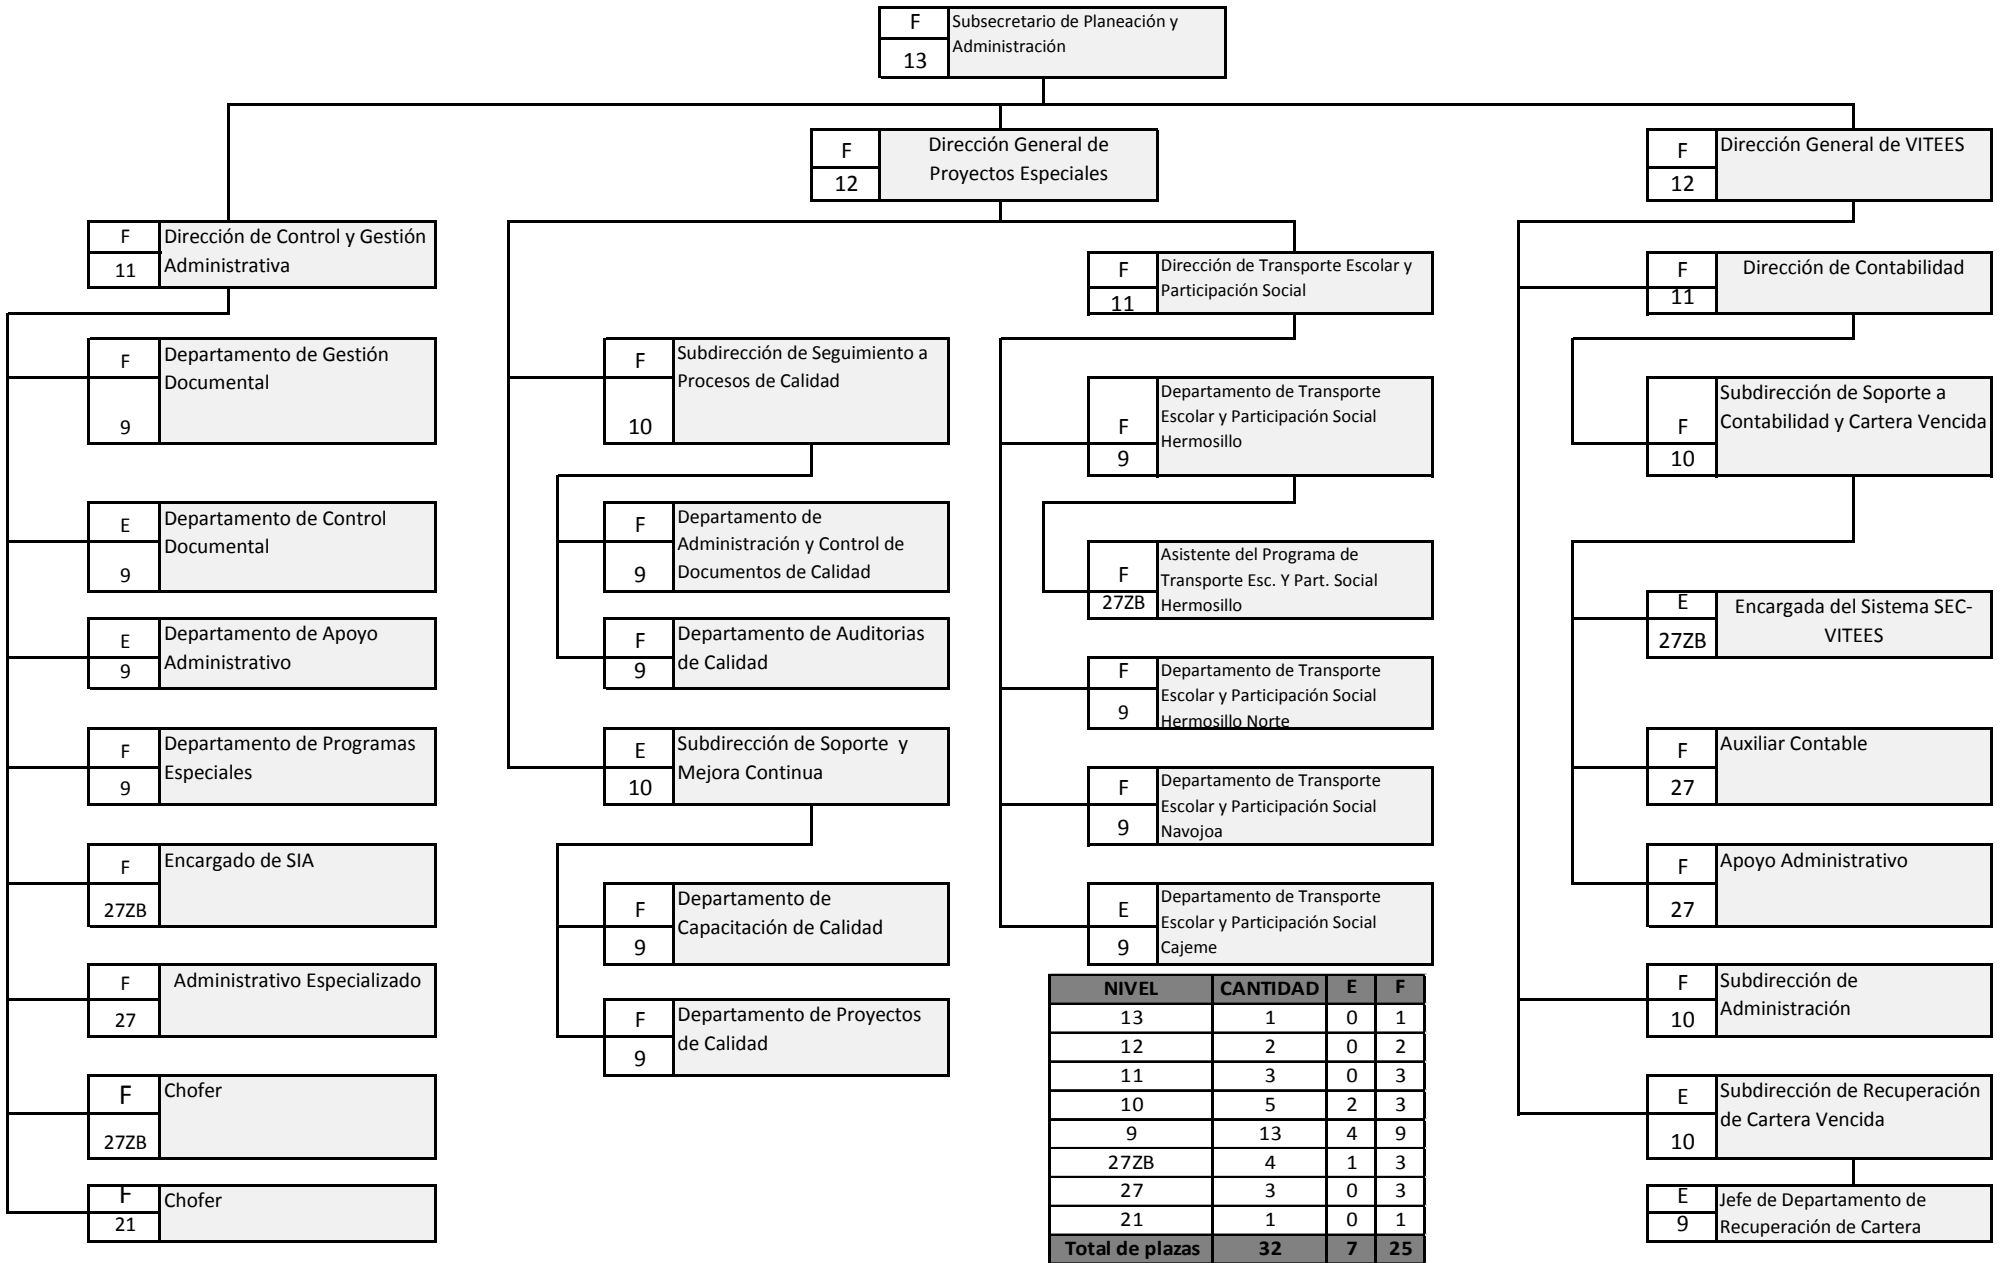 F
Subsecretario de Planeación y
Administración
13
F
Dirección General de
Proyectos Especiales
12
F
Dirección General de VITEES
12
F
Dirección de Control y Gestión
Administrativa
11
F
Departamento de Gestión
Documental
9
E
Departamento de Control
Documental
9
E
Departamento de Apoyo
Administrativo
9
F
Departamento de Programas
Especiales
9
F
Encargado de SIA
27ZB
F
Administrativo Especializado
27
F
Chofer
27ZB
F
Chofer
21
F
Subdirección de Seguimiento a
Procesos de Calidad
10
F
Departamento de
Administración y Control de
Documentos de Calidad
9
F
Departamento de Auditorias
de Calidad
9
E
Subdirección de Soporte  y
Mejora Continua
10
F
Departamento de
Capacitación de Calidad
9
F
Departamento de Proyectos
de Calidad
9
F
Dirección de Transporte Escolar y
Participación Social
11
F
Departamento de Transporte
Escolar y Participación Social
Hermosillo
9
F
Asistente del Programa de
Transporte Esc. Y Part. Social
Hermosillo
27ZB
F
Departamento de Transporte
Escolar y Participación Social
Hermosillo Norte
9
F
Departamento de Transporte
Escolar y Participación Social
Navojoa
9
E
Departamento de Transporte
Escolar y Participación Social
Cajeme
9
F
Dirección de Contabilidad
11
F
Subdirección de Soporte a
Contabilidad y Cartera Vencida
10
E
Encargada del Sistema SEC-
VITEES
27ZB
F
Auxiliar Contable
27
F
Apoyo Administrativo
27
F
Subdirección de
Administración
10
E
Subdirección de Recuperación
de Cartera Vencida
10
E
Jefe de Departamento de
Recuperación de Cartera
9
NIVEL CANTIDAD E F
13 1 0 1
12 2 0 2
11 3 0 3
10 5 2 3
9 13 4 9
27ZB 4 1 3
27 3 0 3
21 1 0 1
Total de plazas 32 7 25